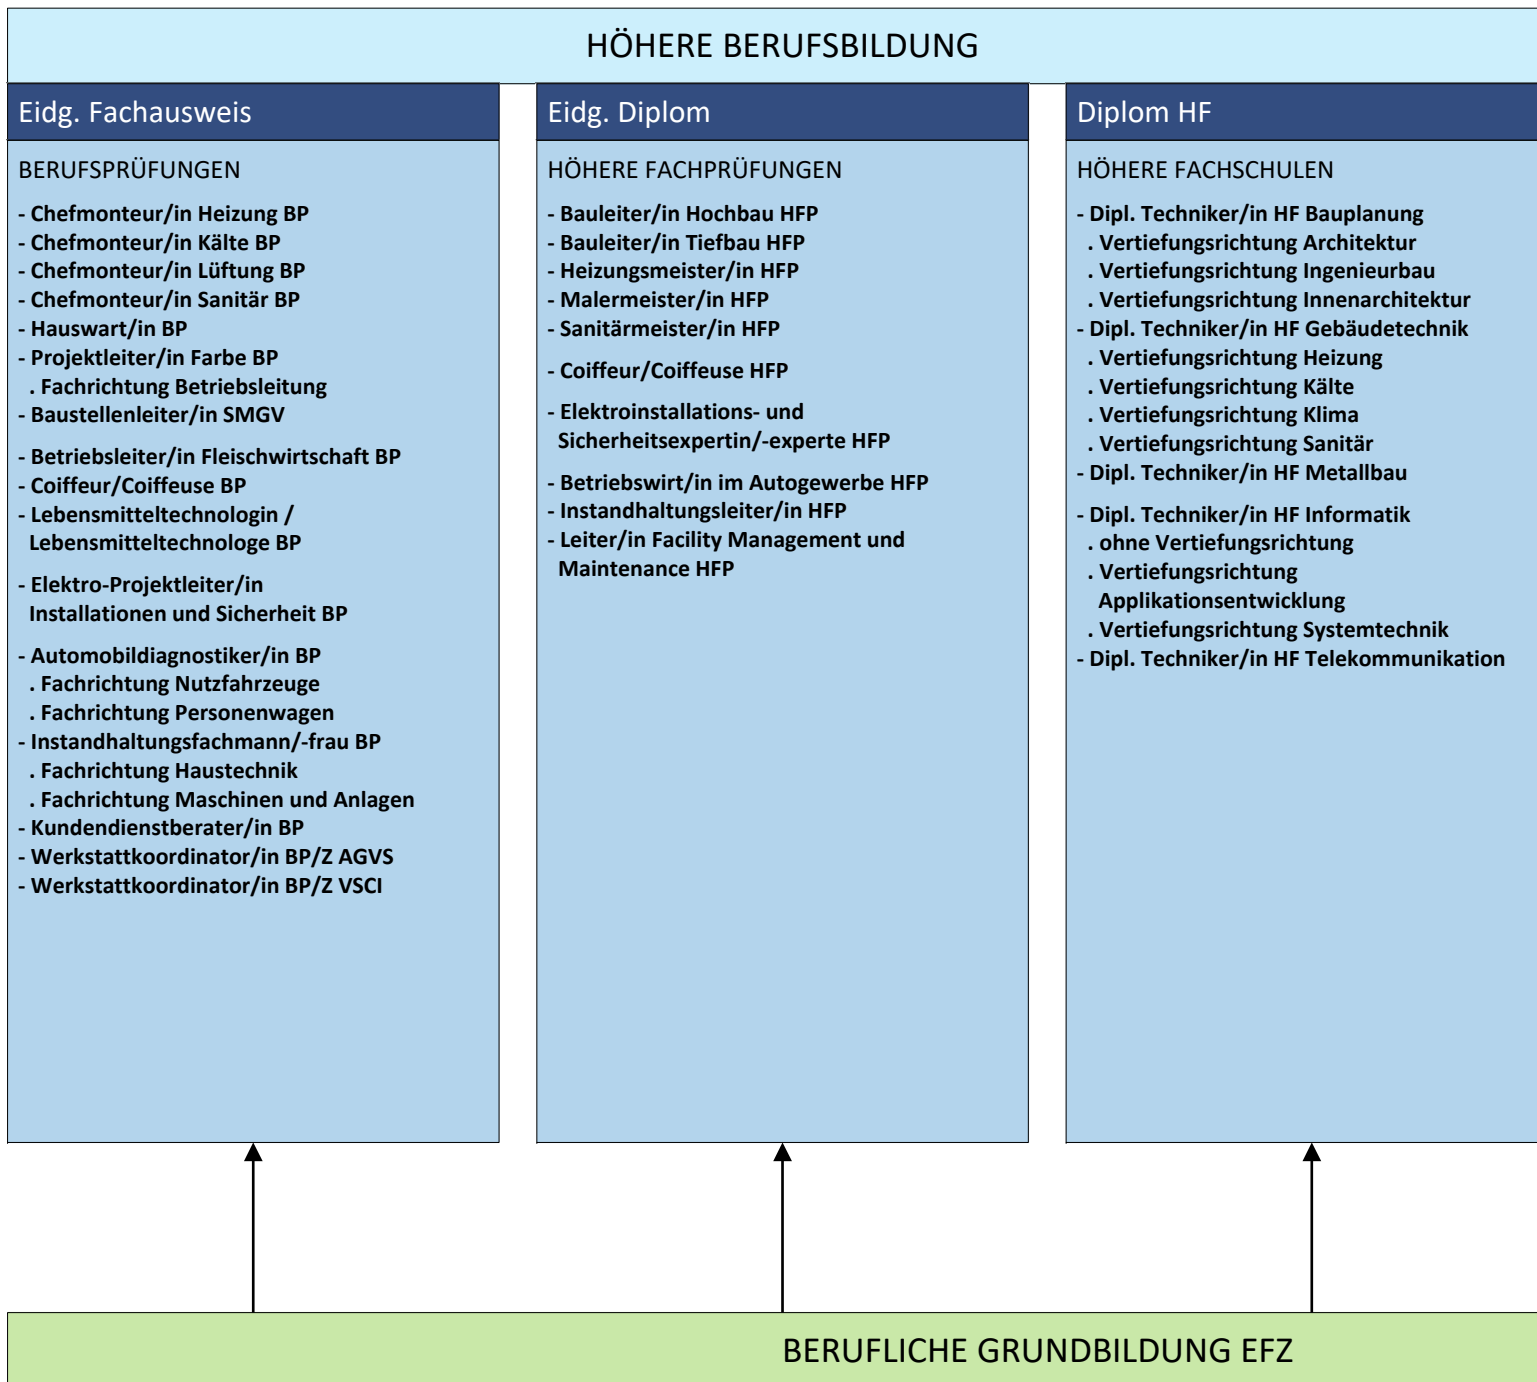 HÖHERE BERUFSBILDUNG
Eidg. Fachausweis
BERUFSPRÜFUNGEN
- Chefmonteur/in Heizung BP
- Chefmonteur/in Kälte BP
- Chefmonteur/in Lüftung BP
- Chefmonteur/in Sanitär BP
- Hauswart/in BP
- Projektleiter/in Farbe BP
. Fachrichtung Betriebsleitung
- Baustellenleiter/in SMGV
- Betriebsleiter/in Fleischwirtschaft BP
- Coiffeur/Coiffeuse BP
- Lebensmitteltechnologin /
Lebensmitteltechnologe BP
- Elektro-Projektleiter/in
Installationen und Sicherheit BP
- Automobildiagnostiker/in BP
. Fachrichtung Nutzfahrzeuge
. Fachrichtung Personenwagen
- Instandhaltungsfachmann/-frau BP
. Fachrichtung Haustechnik
. Fachrichtung Maschinen und Anlagen
- Kundendienstberater/in BP
- Werkstattkoordinator/in BP/Z AGVS
- Werkstattkoordinator/in BP/Z VSCI
Eidg. Diplom
HÖHERE FACHPRÜFUNGEN
- Bauleiter/in Hochbau HFP
- Bauleiter/in Tiefbau HFP
- Heizungsmeister/in HFP
- Malermeister/in HFP
- Sanitärmeister/in HFP
- Coiffeur/Coiffeuse HFP
- Elektroinstallations- und
Sicherheitsexpertin/-experte HFP
- Betriebswirt/in im Autogewerbe HFP
- Instandhaltungsleiter/in HFP
- Leiter/in Facility Management und
Maintenance HFP
Diplom HF
HÖHERE FACHSCHULEN
- Dipl. Techniker/in HF Bauplanung
. Vertiefungsrichtung Architektur
. Vertiefungsrichtung Ingenieurbau
. Vertiefungsrichtung Innenarchitektur
- Dipl. Techniker/in HF Gebäudetechnik
. Vertiefungsrichtung Heizung
. Vertiefungsrichtung Kälte
. Vertiefungsrichtung Klima
. Vertiefungsrichtung Sanitär
- Dipl. Techniker/in HF Metallbau
- Dipl. Techniker/in HF Informatik
. ohne Vertiefungsrichtung
. Vertiefungsrichtung
Applikationsentwicklung
. Vertiefungsrichtung Systemtechnik
- Dipl. Techniker/in HF Telekommunikation
BERUFLICHE GRUNDBILDUNG EFZ